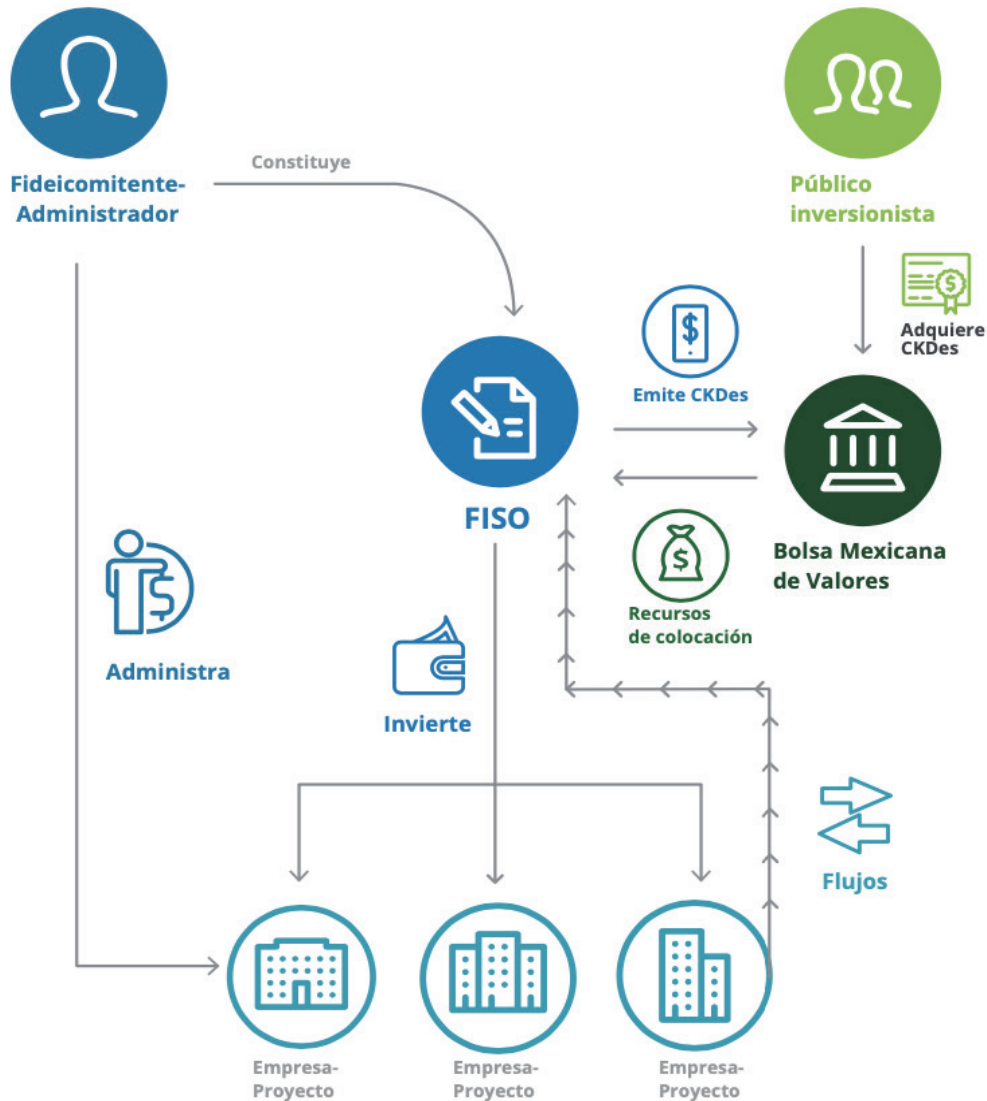 Constituye
Fideicomitente-
Administrador
Público
inversionista
Adquiere
CKDes
Emite CKDes
FISO
Bolsa Mexicana
de Valores
Recursos
de colocación
Administra
Invierte
Flujos
Empresa-
Proyecto
Empresa-
Proyecto
Empresa-
Proyecto